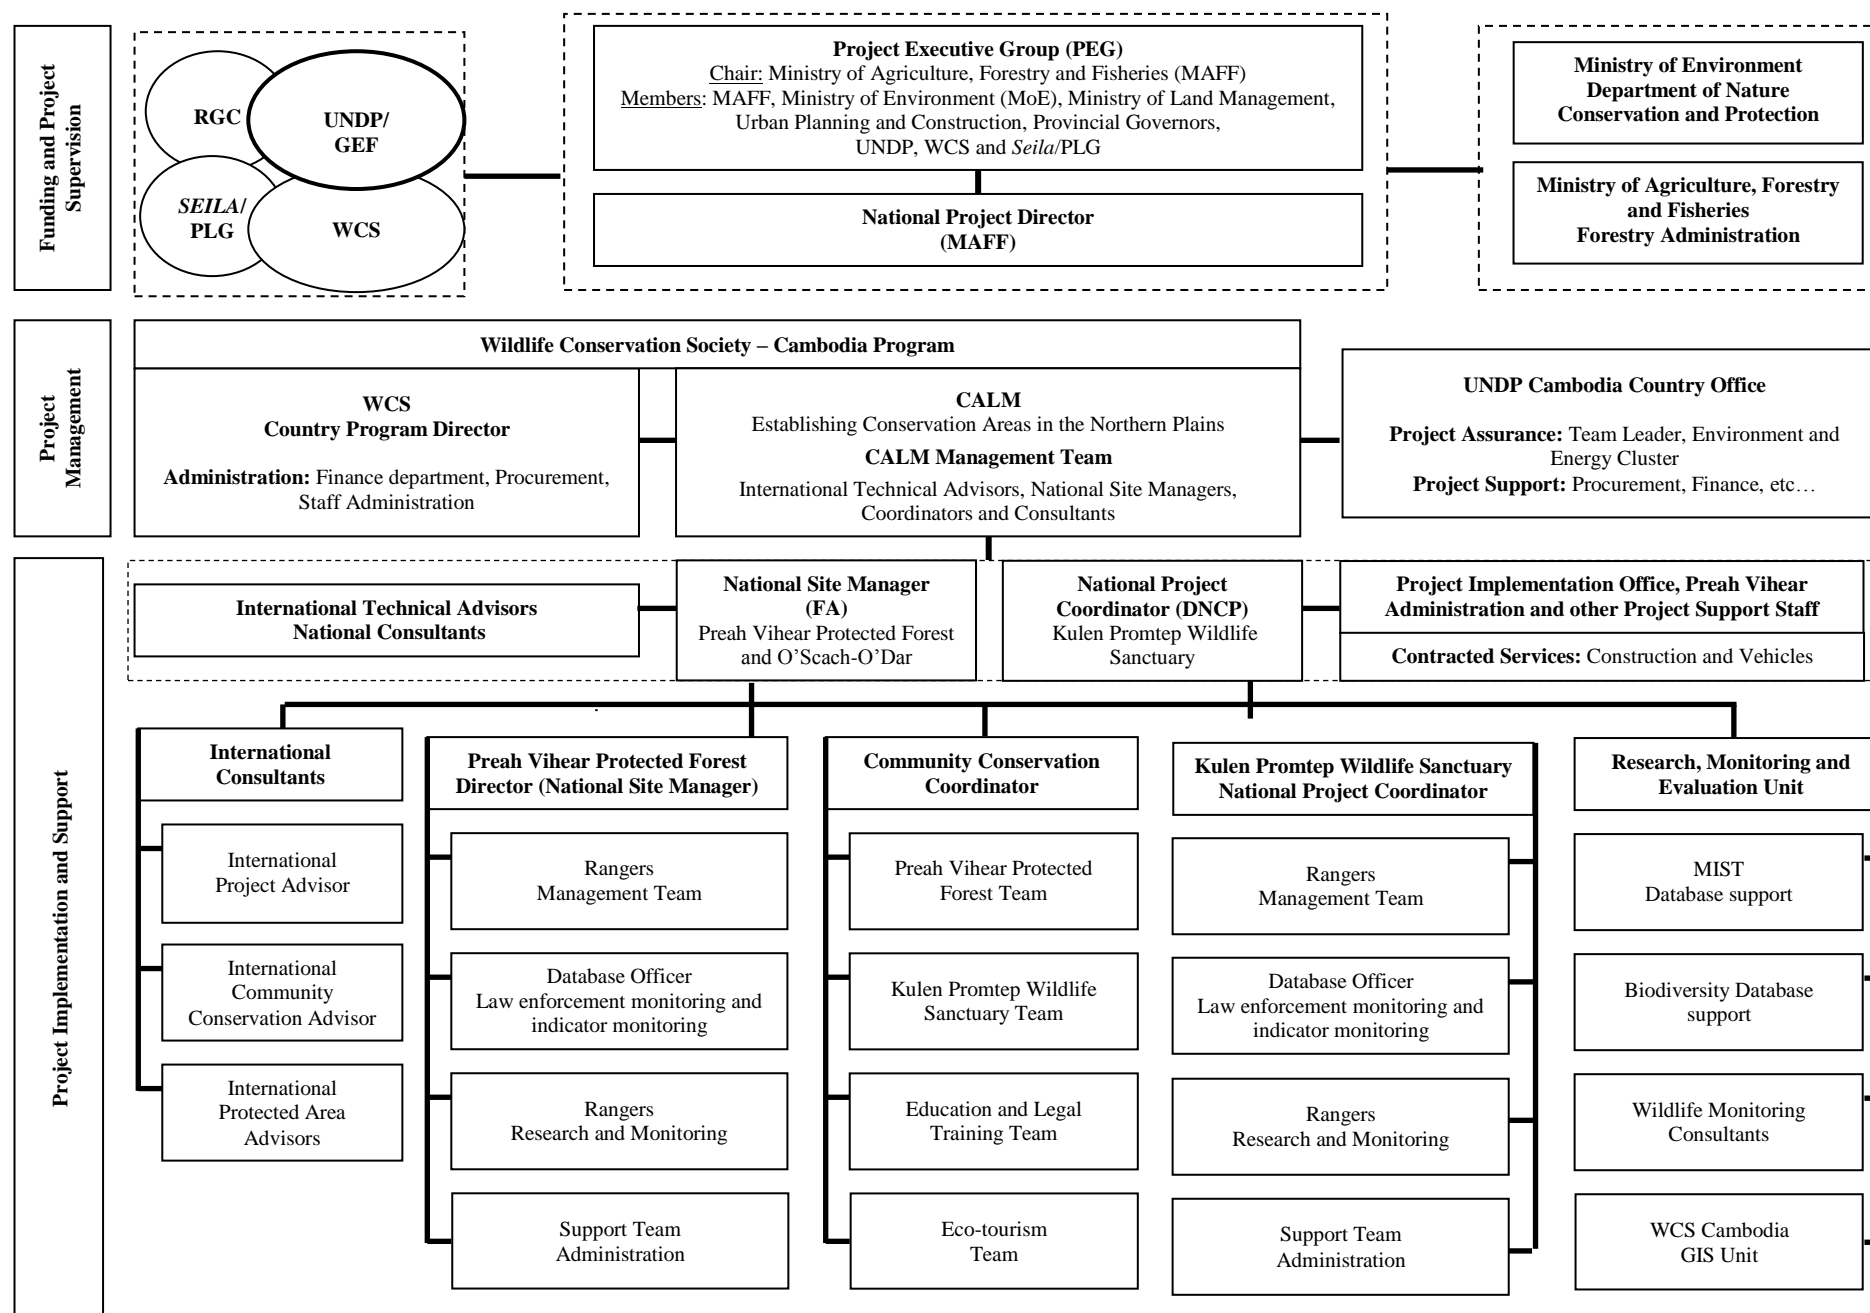 Funding and Project
Supervision
RGC
UNDP/
GEF
SEILA/
PLG
WCS
Project Executive Group (PEG)
Chair: Ministry of Agriculture, Forestry and Fisheries (MAFF)
Members: MAFF, Ministry of Environment (MoE), Ministry of Land Management,
Urban Planning and Construction, Provincial Governors,
UNDP, WCS and Seila/PLG
National Project Director
(MAFF)
Ministry of Environment
Department of Nature
Conservation and Protection
Ministry of Agriculture, Forestry
and Fisheries
Forestry Administration
Project
Management
Wildlife Conservation Society – Cambodia Program
WCS
Country Program Director
Administration: Finance department, Procurement,
Staff Administration
CALM
Establishing Conservation Areas in the Northern Plains
CALM Management Team
International Technical Advisors, National Site Managers,
Coordinators and Consultants
UNDP Cambodia Country Office
Project Assurance: Team Leader, Environment and
Energy Cluster
Project Support: Procurement, Finance, etc…
Project Implementation and Support
International Technical Advisors
National Consultants
National Site Manager
(FA)
Preah Vihear Protected Forest
and O’Scach-O’Dar
National Project
Coordinator (DNCP)
Kulen Promtep Wildlife
Sanctuary
Project Implementation Office, Preah Vihear
Administration and other Project Support Staff
Contracted Services: Construction and Vehicles
International
Consultants
International
Project Advisor
International
Community
Conservation Advisor
International
Protected Area
Advisors
Preah Vihear Protected Forest
Director (National Site Manager)
Rangers
Management Team
Database Officer
Law enforcement monitoring and
indicator monitoring
Rangers
Research and Monitoring
Support Team
Administration
Community Conservation
Coordinator
Preah Vihear Protected
Forest Team
Kulen Promtep Wildlife
Sanctuary Team
Education and Legal
Training Team
Eco-tourism
Team
Kulen Promtep Wildlife Sanctuary
National Project Coordinator
Rangers
Management Team
Database Officer
Law enforcement monitoring and
indicator monitoring
Rangers
Research and Monitoring
Support Team
Administration
Research, Monitoring and
Evaluation Unit
MIST
Database support
Biodiversity Database
support
Wildlife Monitoring
Consultants
WCS Cambodia
GIS Unit